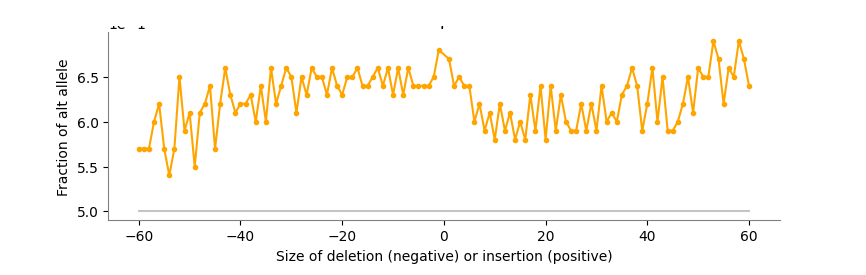 6.5
6.0
5.5
5.0
Fraction of alt allele
−60 −40 −20 0 20 40 60
Size of deletion (negative) or insertion (positive)